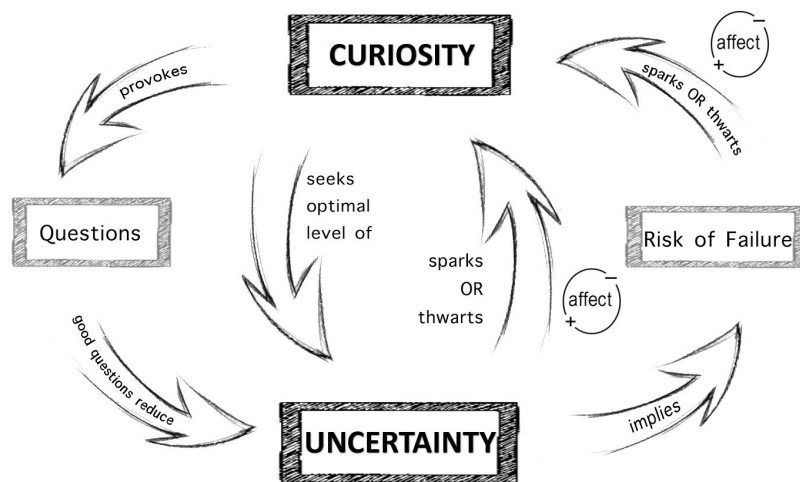 CURIOSITY
affect
−
+
provokes
sparks OR thwarts
seeks
optimal
level of
Questions
Risk of Failure
sparks
OR
thwarts
affect
−
+
good questions reduce
UNCERTAINTY
implies